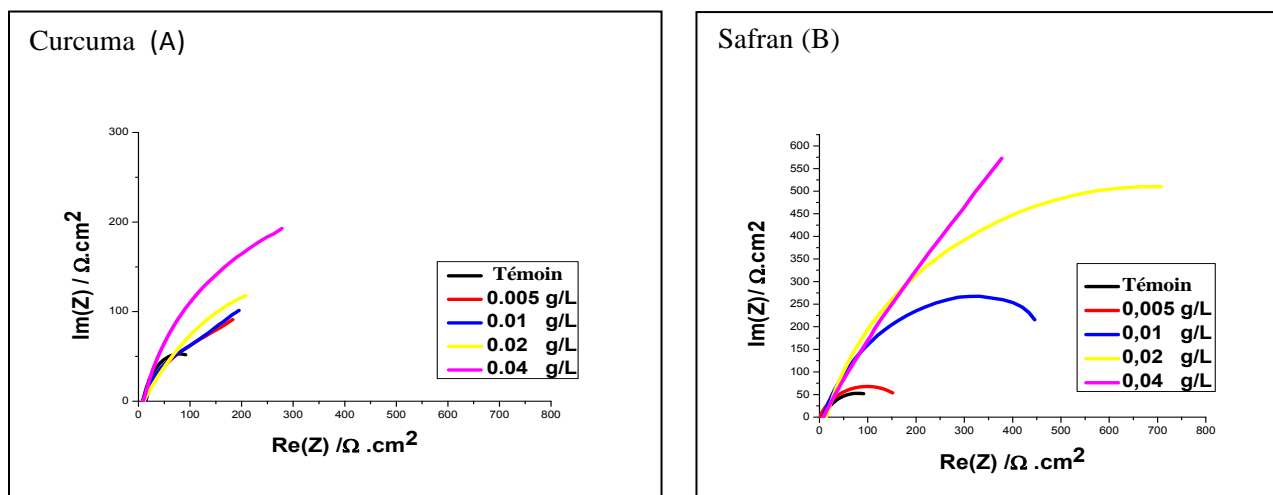 Curcuma (A)
300
200
100
0
Im(Z) / Ω.cm2
0 100 200 300 400 500 600 700 800
Re(Z) /Ω .cm2
Témoin
0.005 g/L
0.01 g/L
0.02 g/L
0.04 g/L
Safran (B)
600
550
500
450
400
350
300
250
200
150
100
50
0
Im(Z)/ Ω.cm2
0 100 200 300 400 500 600 700 800
Re(Z) /Ω .cm2
Témoin
0,005 g/L
0,01 g/L
0,02 g/L
0,04 g/L